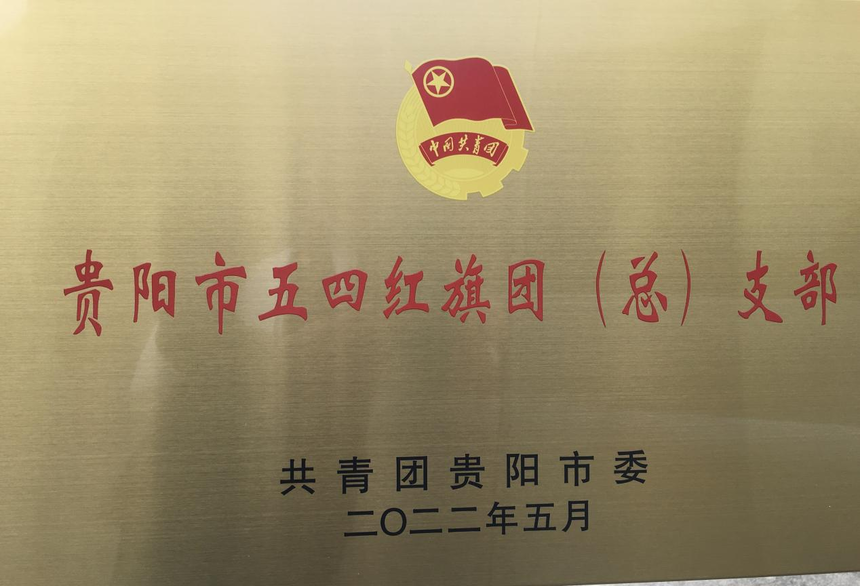 中国共青团
贵阳市五四红旗团（总）支部
共青团贵阳市委
二〇二二年五月